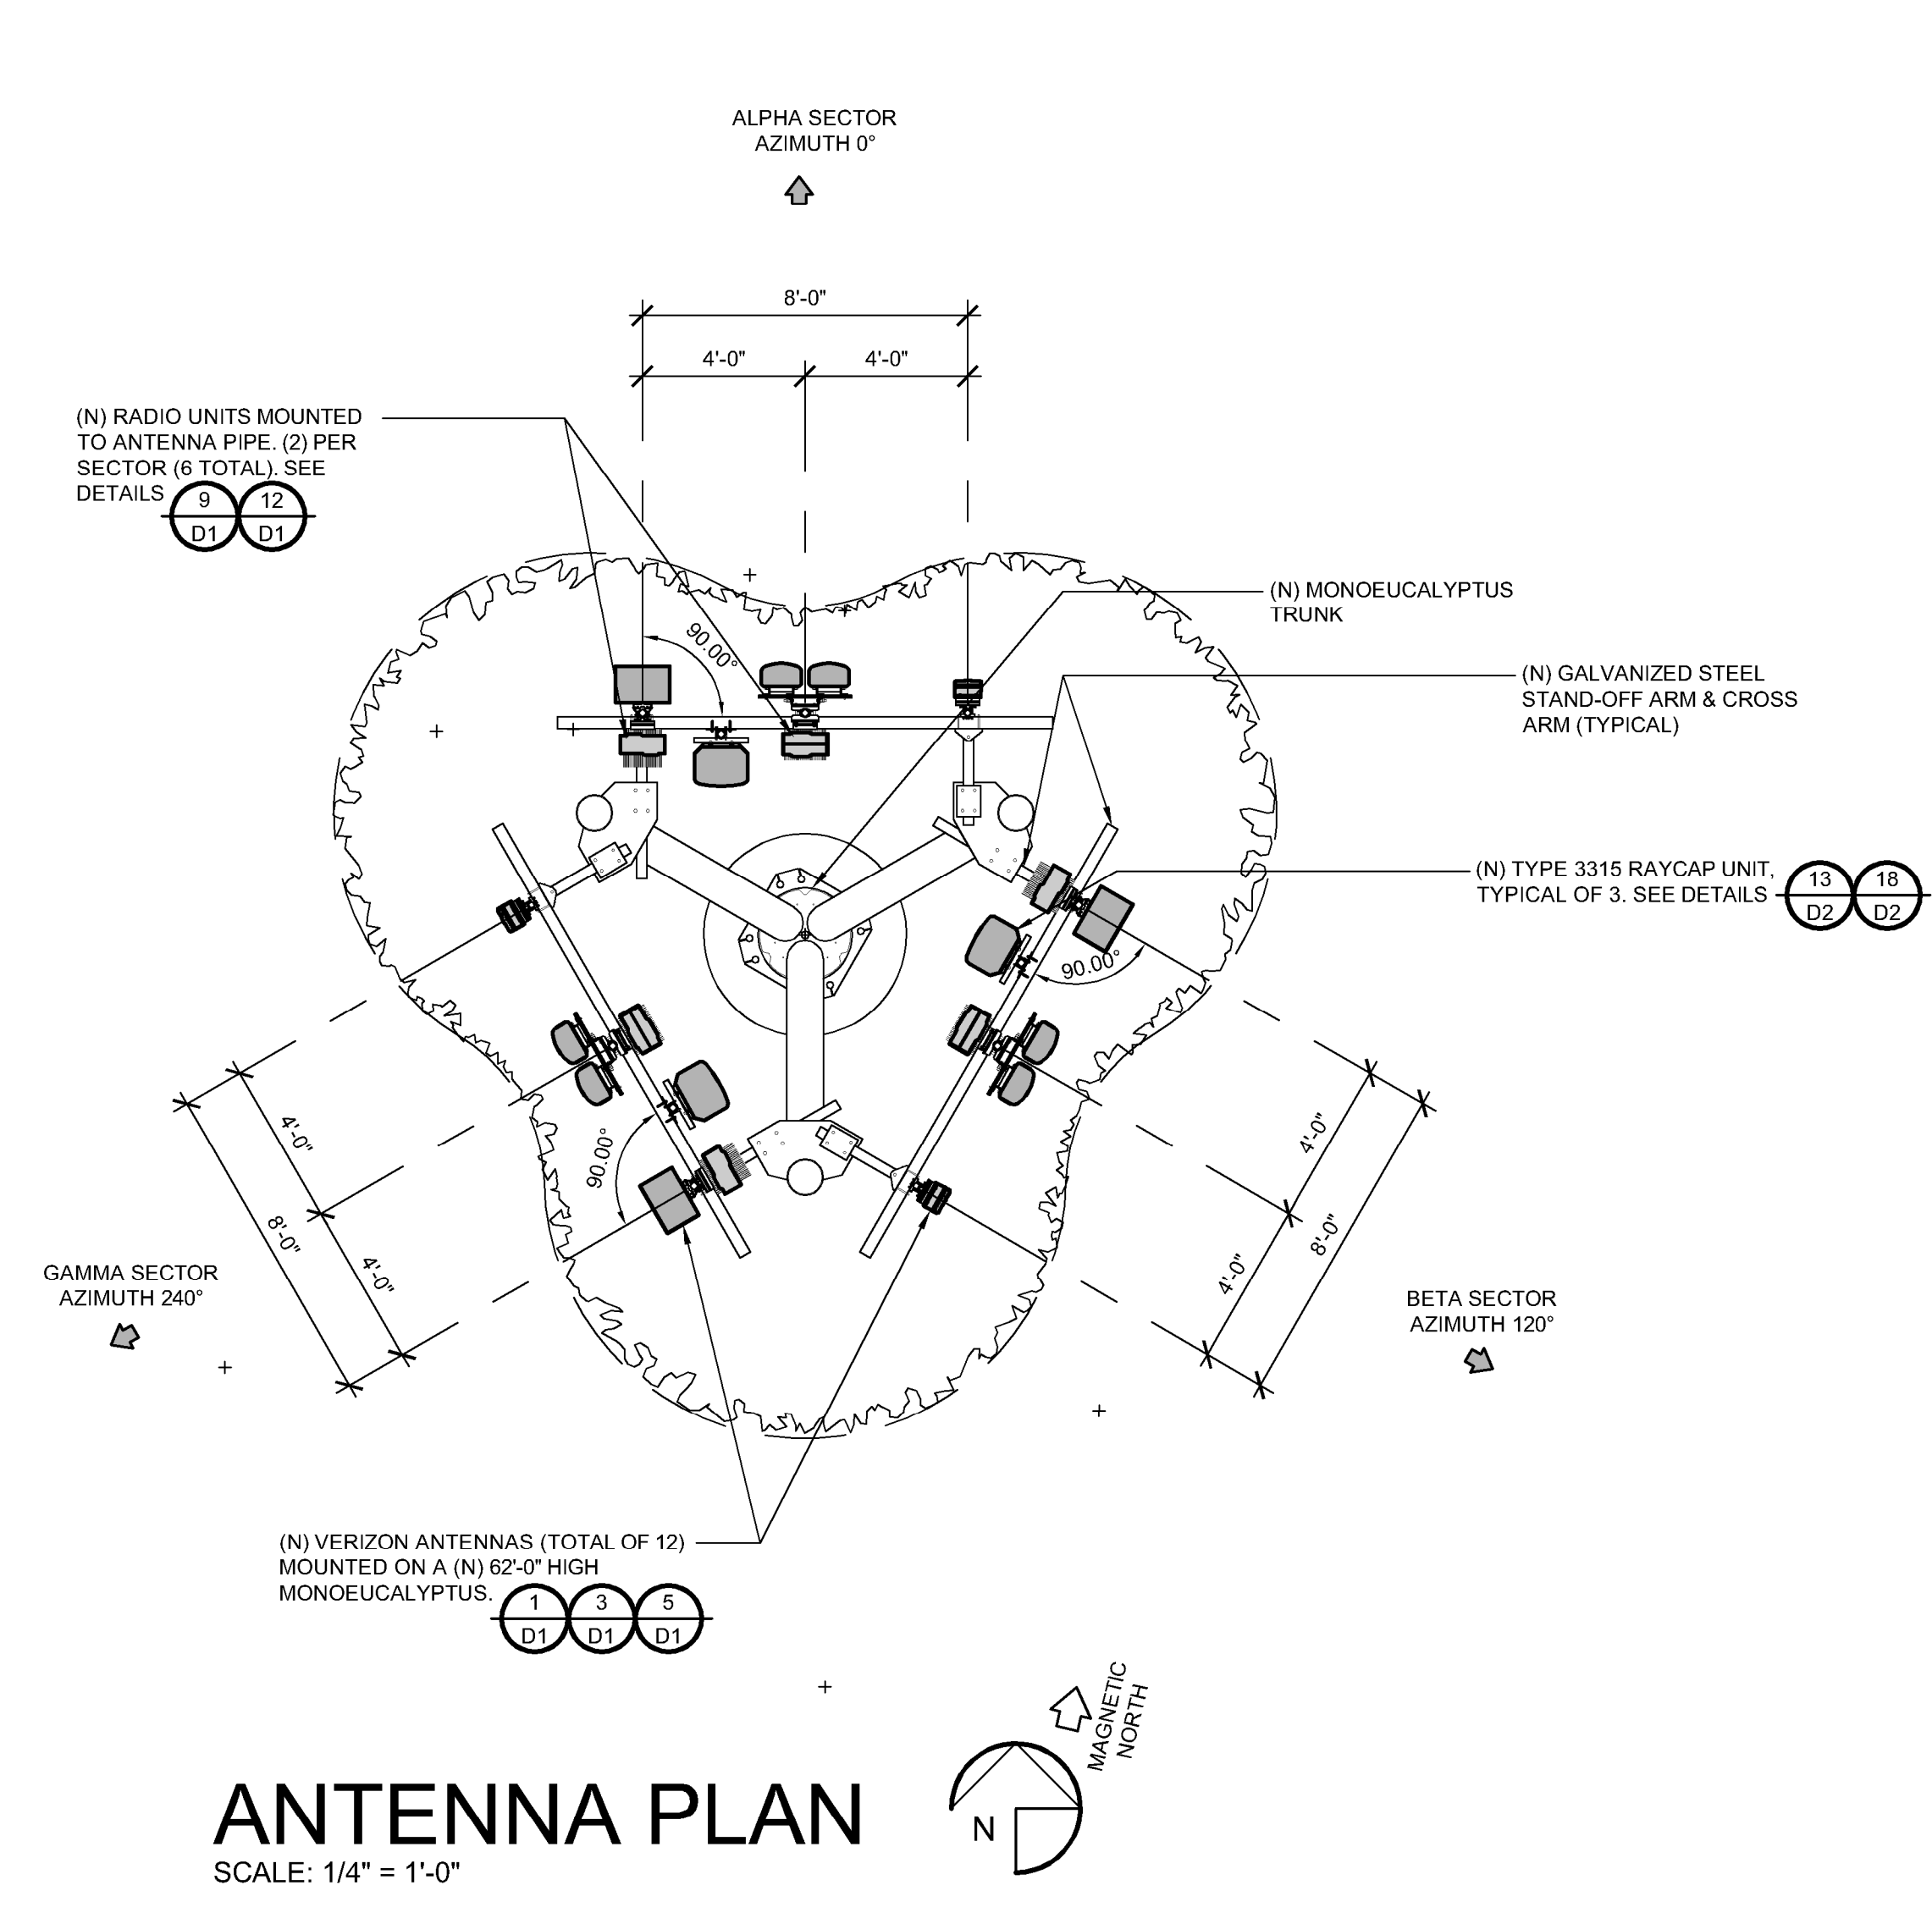 ALPHA SECTOR
AZIMUTH 0°
8'-0"
4'-0"
4'-0"
(N) RADIO UNITS MOUNTED
TO ANTENNA PIPE. (2) PER
SECTOR (6 TOTAL). SEE
DETAILS
9
D1
12
D1
90.00°
(N) MONOEUCALYPTUS
TRUNK
(N) GALVANIZED STEEL
STAND-OFF ARM & CROSS
ARM (TYPICAL)
(N) TYPE 3315 RAYCAP UNIT,
TYPICAL OF 3. SEE DETAILS
13
D2
18
D2
90.00°
90.00°
4'-0"
8'-0"
4'-0"
GAMMA SECTOR
AZIMUTH 240°
4'-0"
8'-0"
4'-0"
BETA SECTOR
AZIMUTH 120°
(N) VERIZON ANTENNAS (TOTAL OF 12)
MOUNTED ON A (N) 62'-0" HIGH
MONOEUCALYPTUS.
1
D1
3
D1
5
D1
MAGNETIC
NORTH
N
ANTENNA PLAN
SCALE: 1/4" = 1'-0"